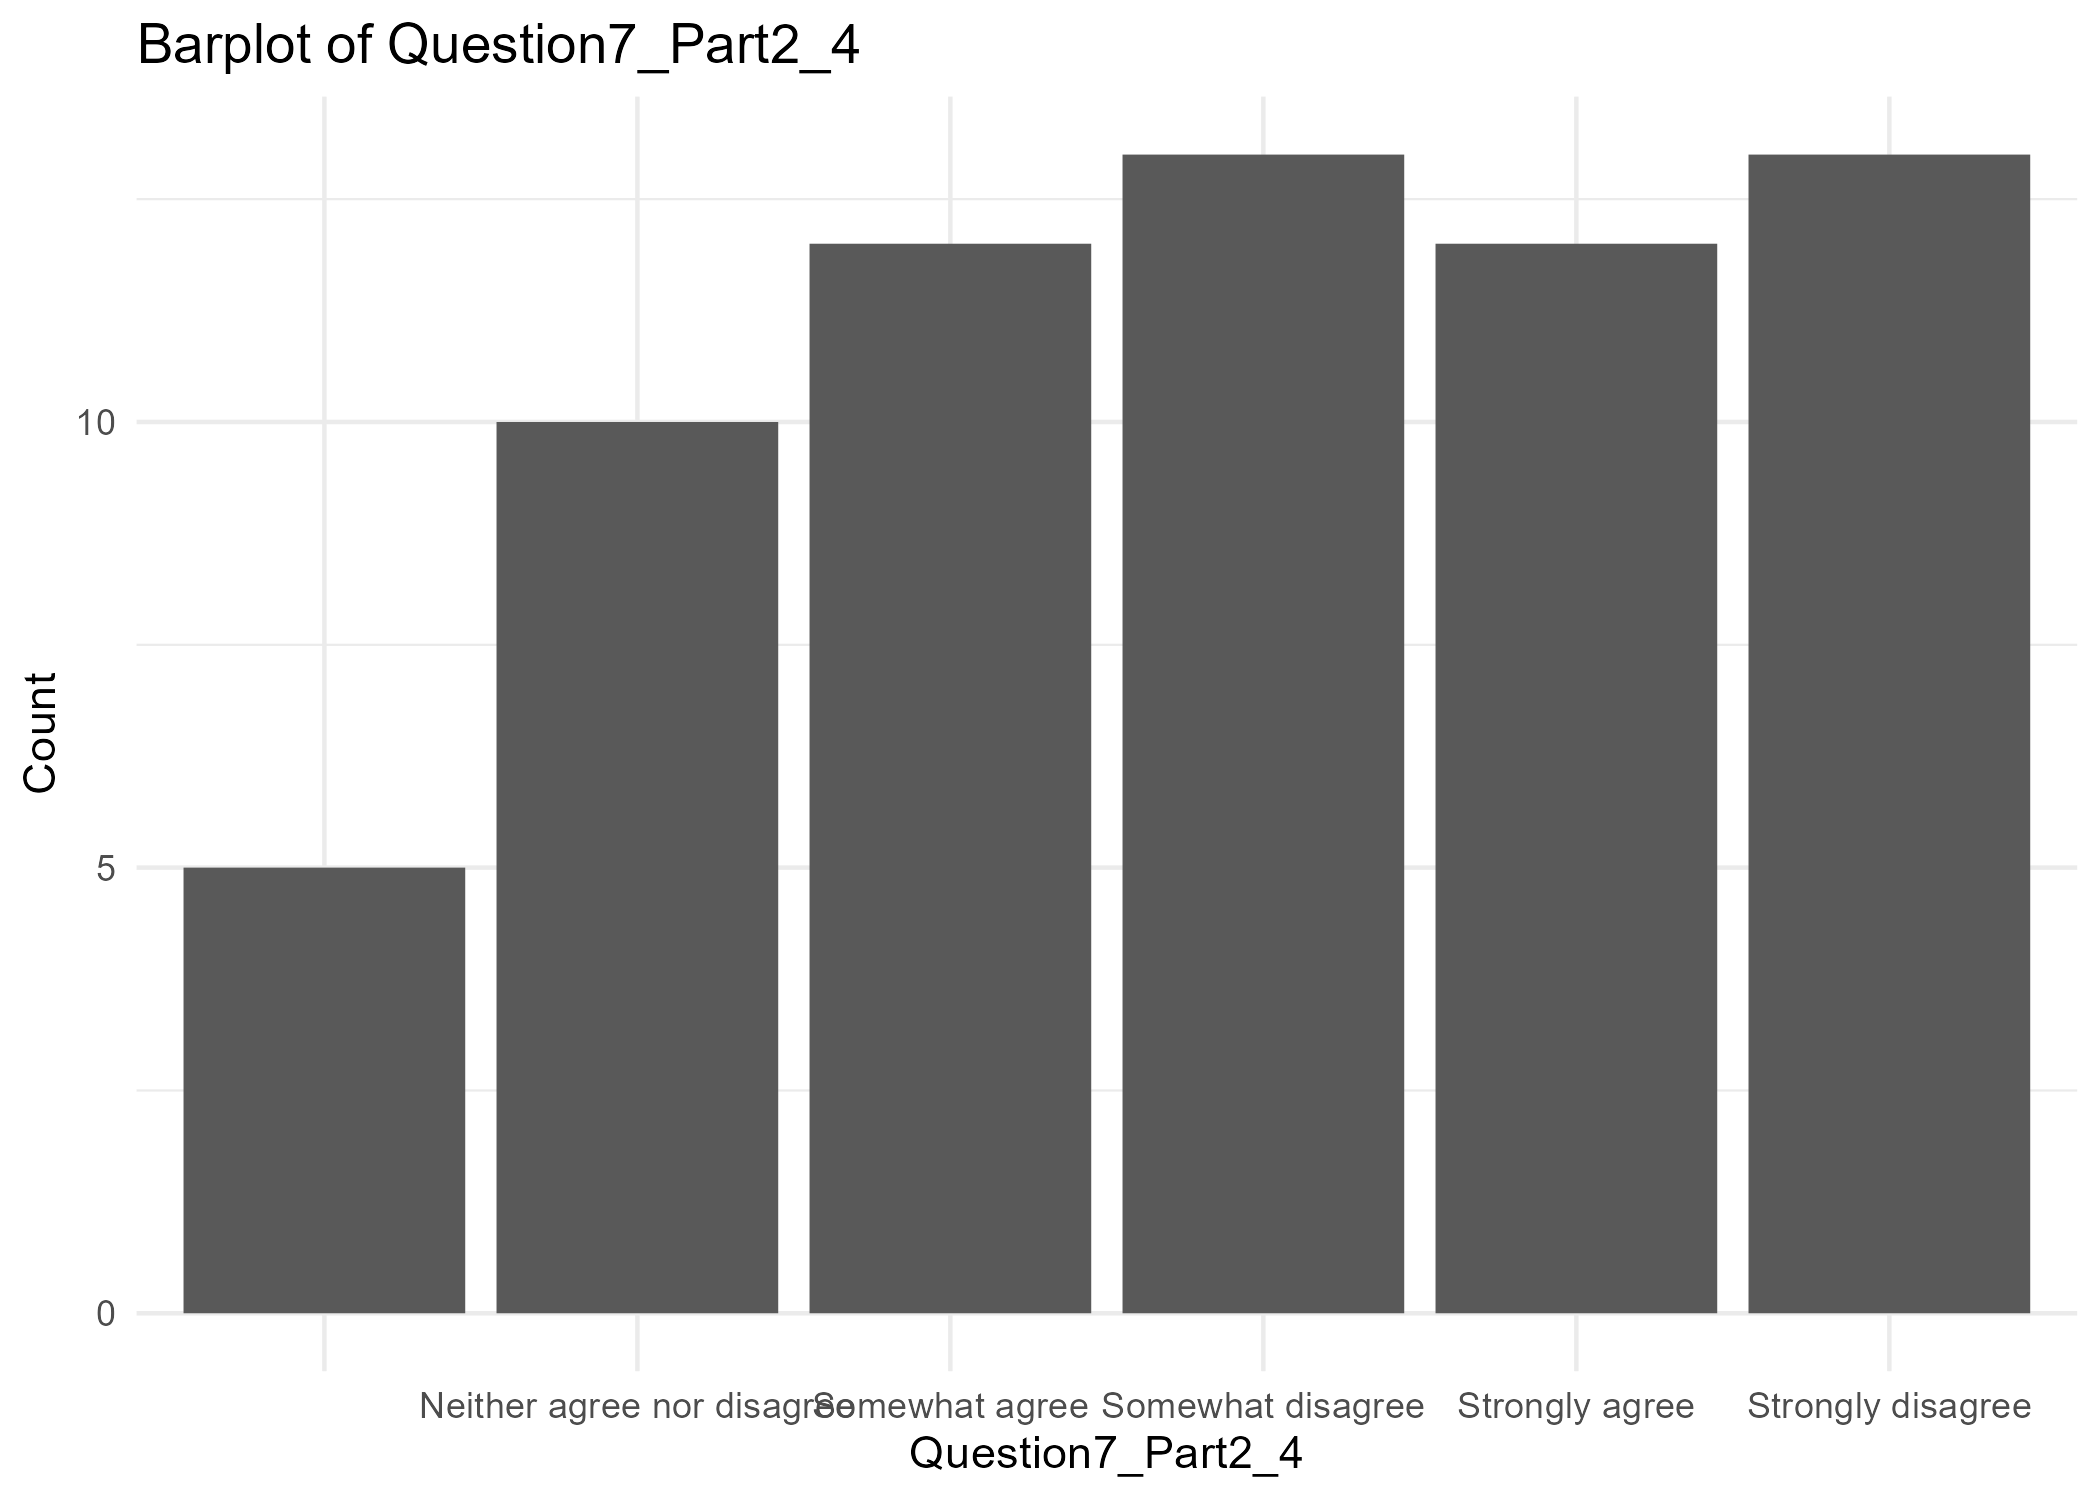 Barplot of Question7_Part2_4
Count
10
5
0
Neither agree nor disagree Somewhat agree Somewhat disagree Strongly agree Strongly disagree
Question7_Part2_4